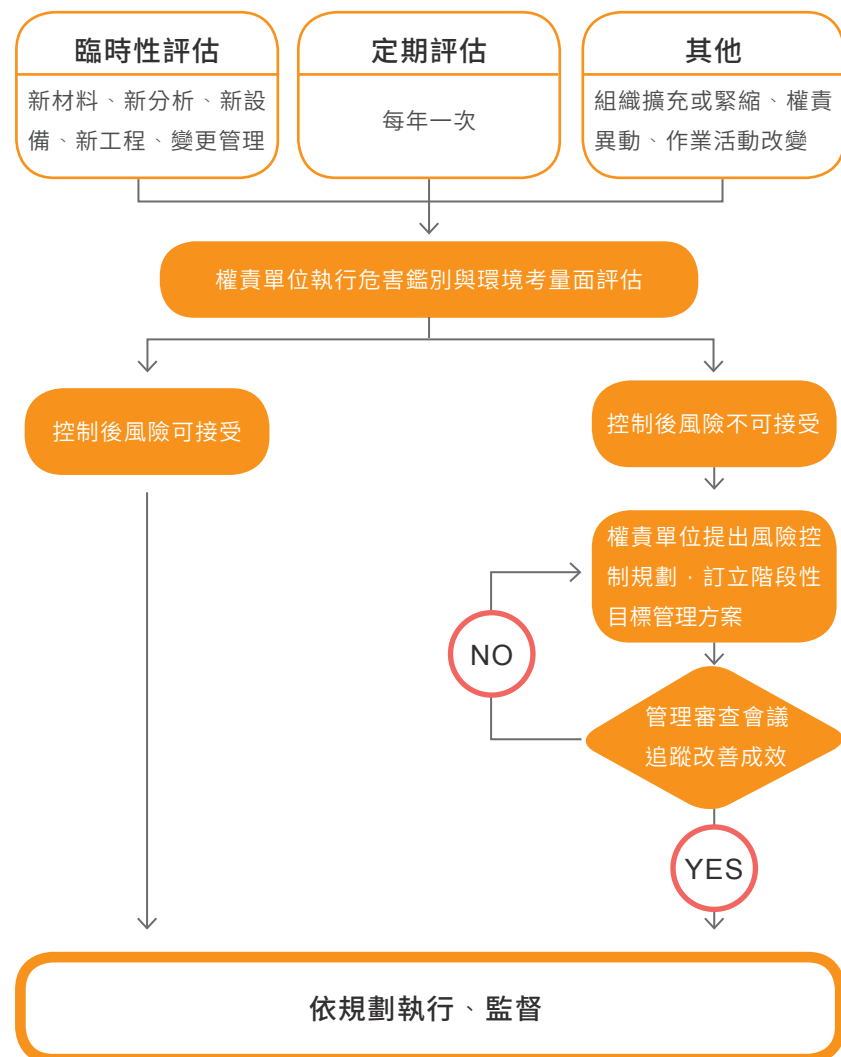 臨時性評估
新材料、新分析、新設
備、新工程、變更管理
定期評估
每年一次
其他
組織擴充或緊縮、權責
異動、作業活動改變
權責單位執行危害鑑別與環境考量面評估
控制後風險可接受
控制後風險不可接受
權責單位提出風險控
制規劃，訂立階段性
目標管理方案
NO
管理審查會議
追蹤改善成效
YES
依規劃執行、監督